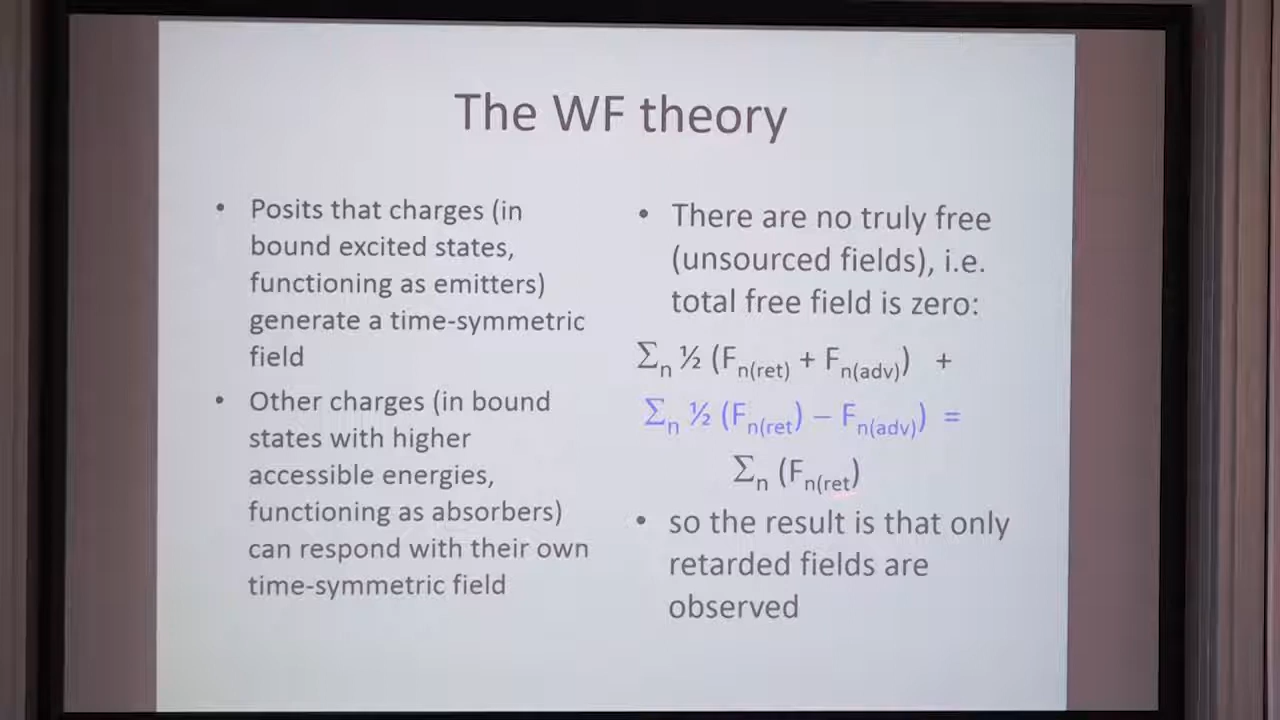 The WF theory
• Posits that charges (in
bound excited states,
functioning as emitters)
generate a time-symmetric
field
• Other charges (in bound
states with higher
accessible energies,
functioning as absorbers)
can respond with their own
time-symmetric field
• There are no truly free
(unsourced fields), i.e.
total free field is zero:
Σn ½ (Fn(ret) + Fn(adv)) +
Σn ½ (Fn(ret) – Fn(adv)) =
Σn (Fn(ret)
• so the result is that only
retarded fields are
observed